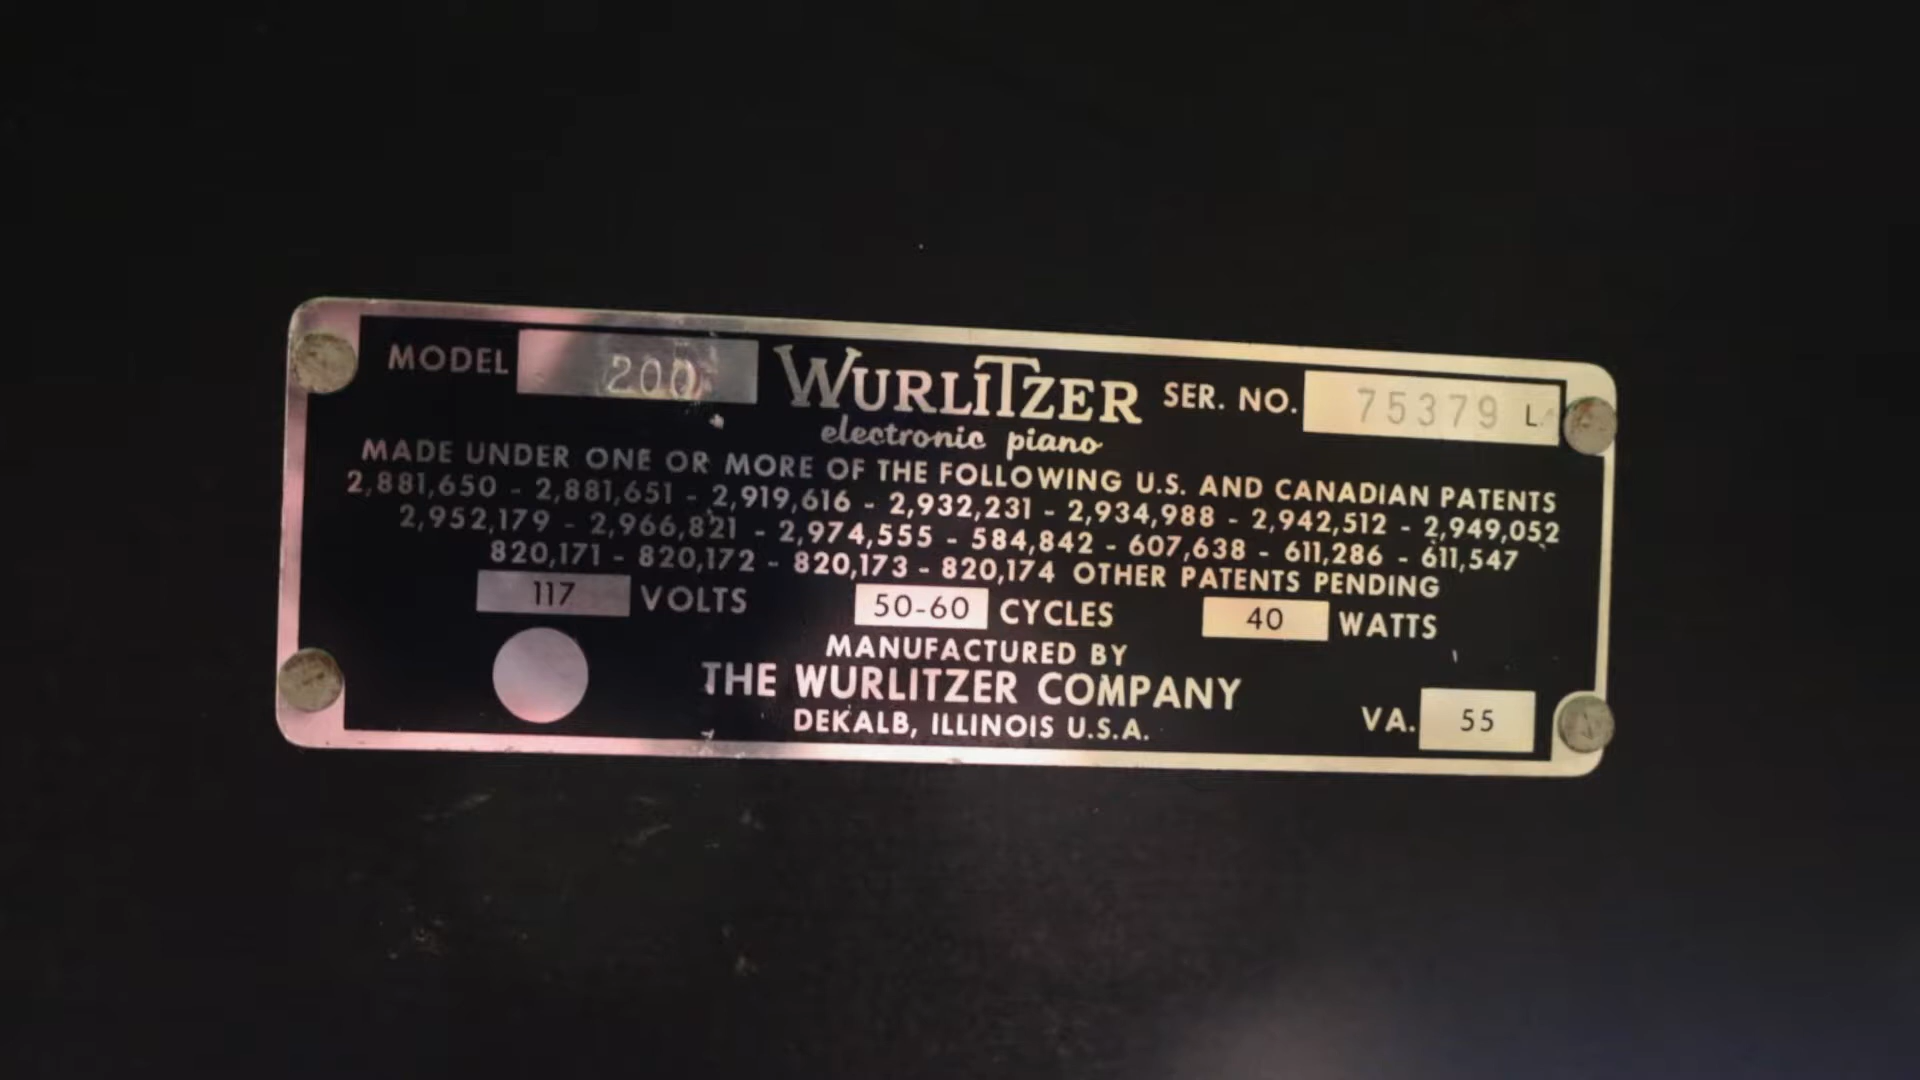 MODEL 200 WURLITZER SER. NO. 75379 L
electronic piano
MADE UNDER ONE OR MORE OF THE FOLLOWING U.S. AND CANADIAN PATENTS
2,881,650 - 2,881,651 - 2,919,616 - 2,932,231 - 2,934,988 - 2,942,512 - 2,949,052
2,952,179 - 2,966,821 - 2,974,555 - 584,842 - 607,638 - 611,286 - 611,547
820,171 - 820,172 - 820,173 - 820,174 OTHER PATENTS PENDING
117 VOLTS 50-60 CYCLES 40 WATTS
MANUFACTURED BY
THE WURLITZER COMPANY
DEKALB, ILLINOIS U.S.A.
VA. 55